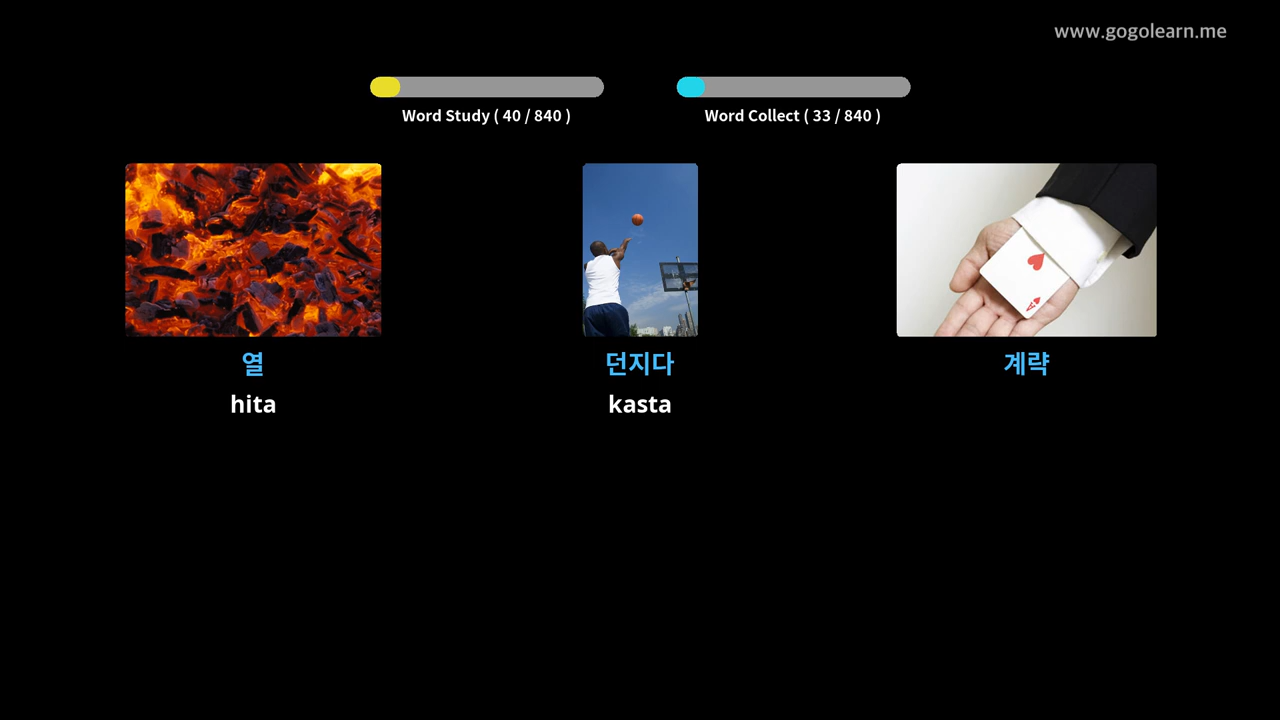 www.gogolearn.me
Word Study ( 40 / 840 )
Word Collect ( 33 / 840 )
열
hita
던지다
kasta
계략